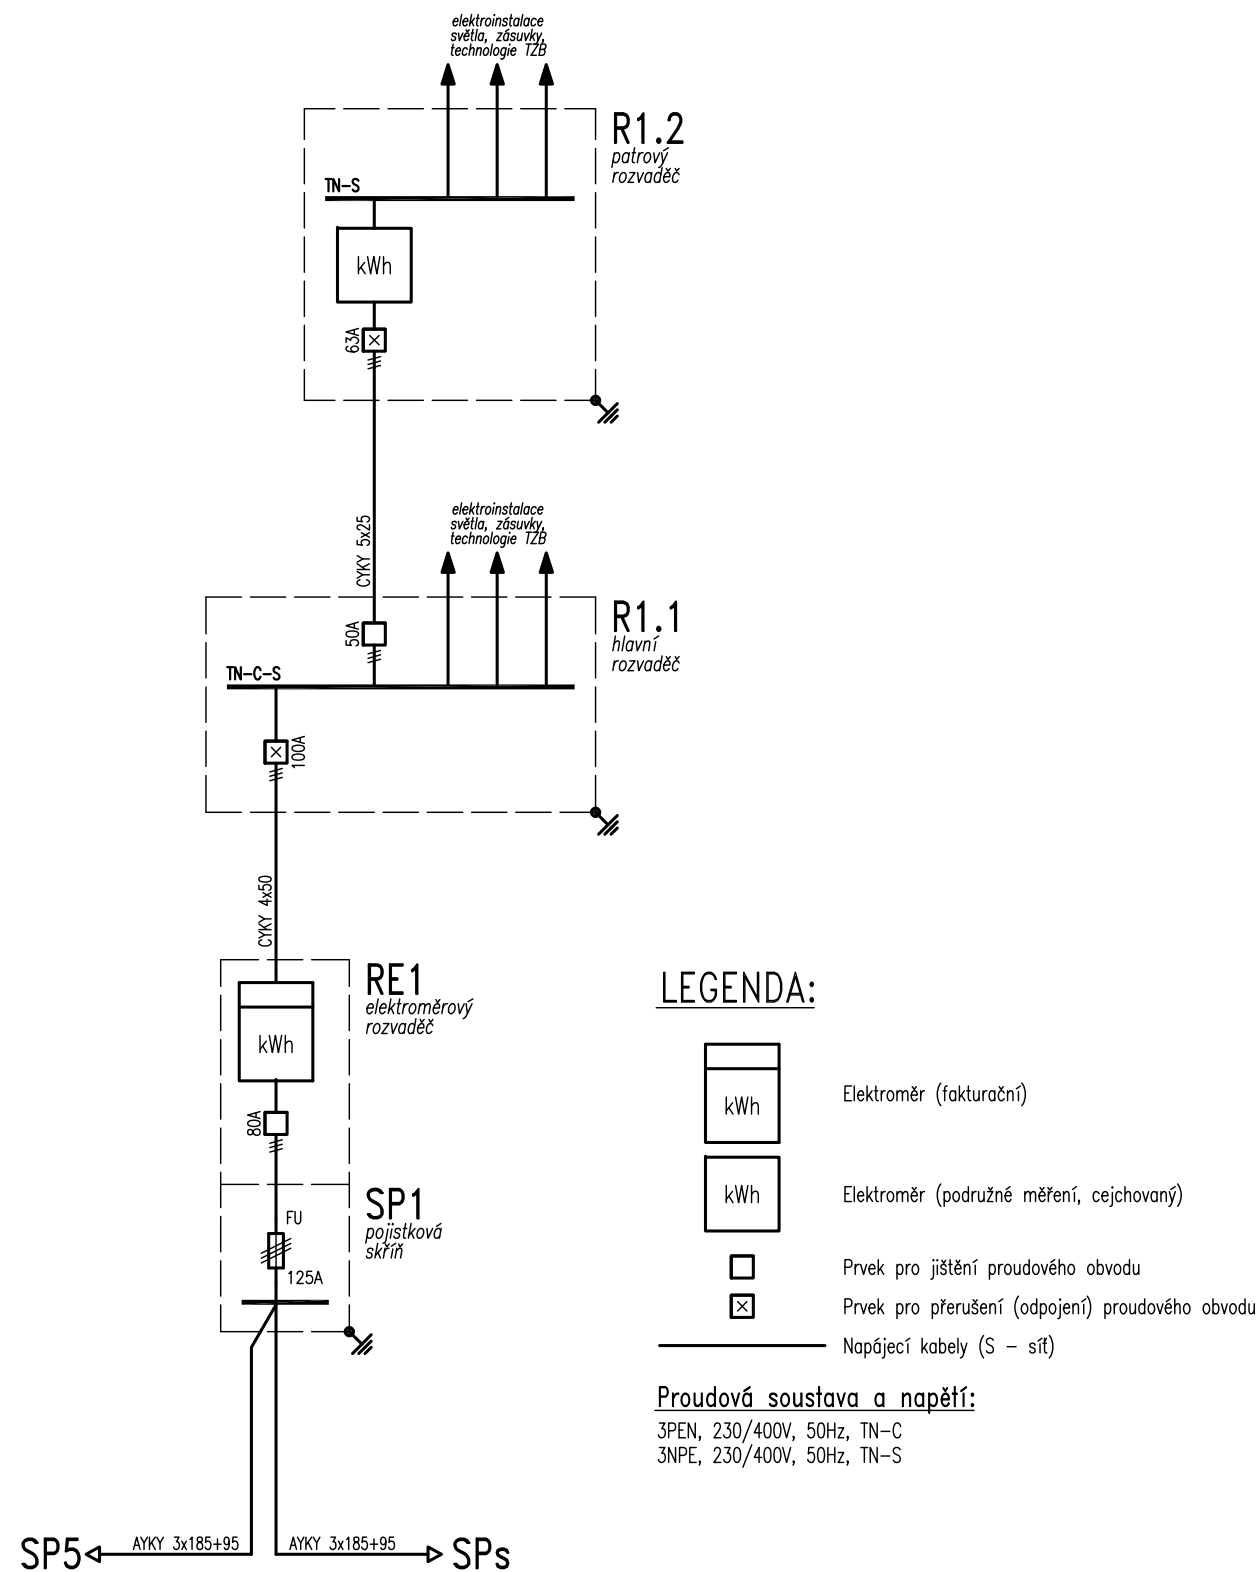 elektroinstalace
světla, zásuvky,
technologie TZB
R1.2
patrový
rozvaděč
TN-S
kWh
63A
CYKY 5x25
elektroinstalace
světla, zásuvky,
technologie TZB
R1.1
hlavní
rozvaděč
50A
TN-C-S
100A
CYKY 4x50
RE1
elektroměrový
rozvaděč
kWh
80A
SP1
pojistková
skříň
FU
125A
SP5
AYKY 3x185+95
AYKY 3x185+95
SPs
LEGENDA:
kWh
Elektroměr (fakturační)
kWh
Elektroměr (podružné měření, cejchovaný)
Prvek pro jištění proudového obvodu
Prvek pro přerušení (odpojení) proudového obvodu
Napájecí kabely (S – síť)
Proudová soustava a napětí:
3PEN, 230/400V, 50Hz, TN-C
3NPE, 230/400V, 50Hz, TN-S